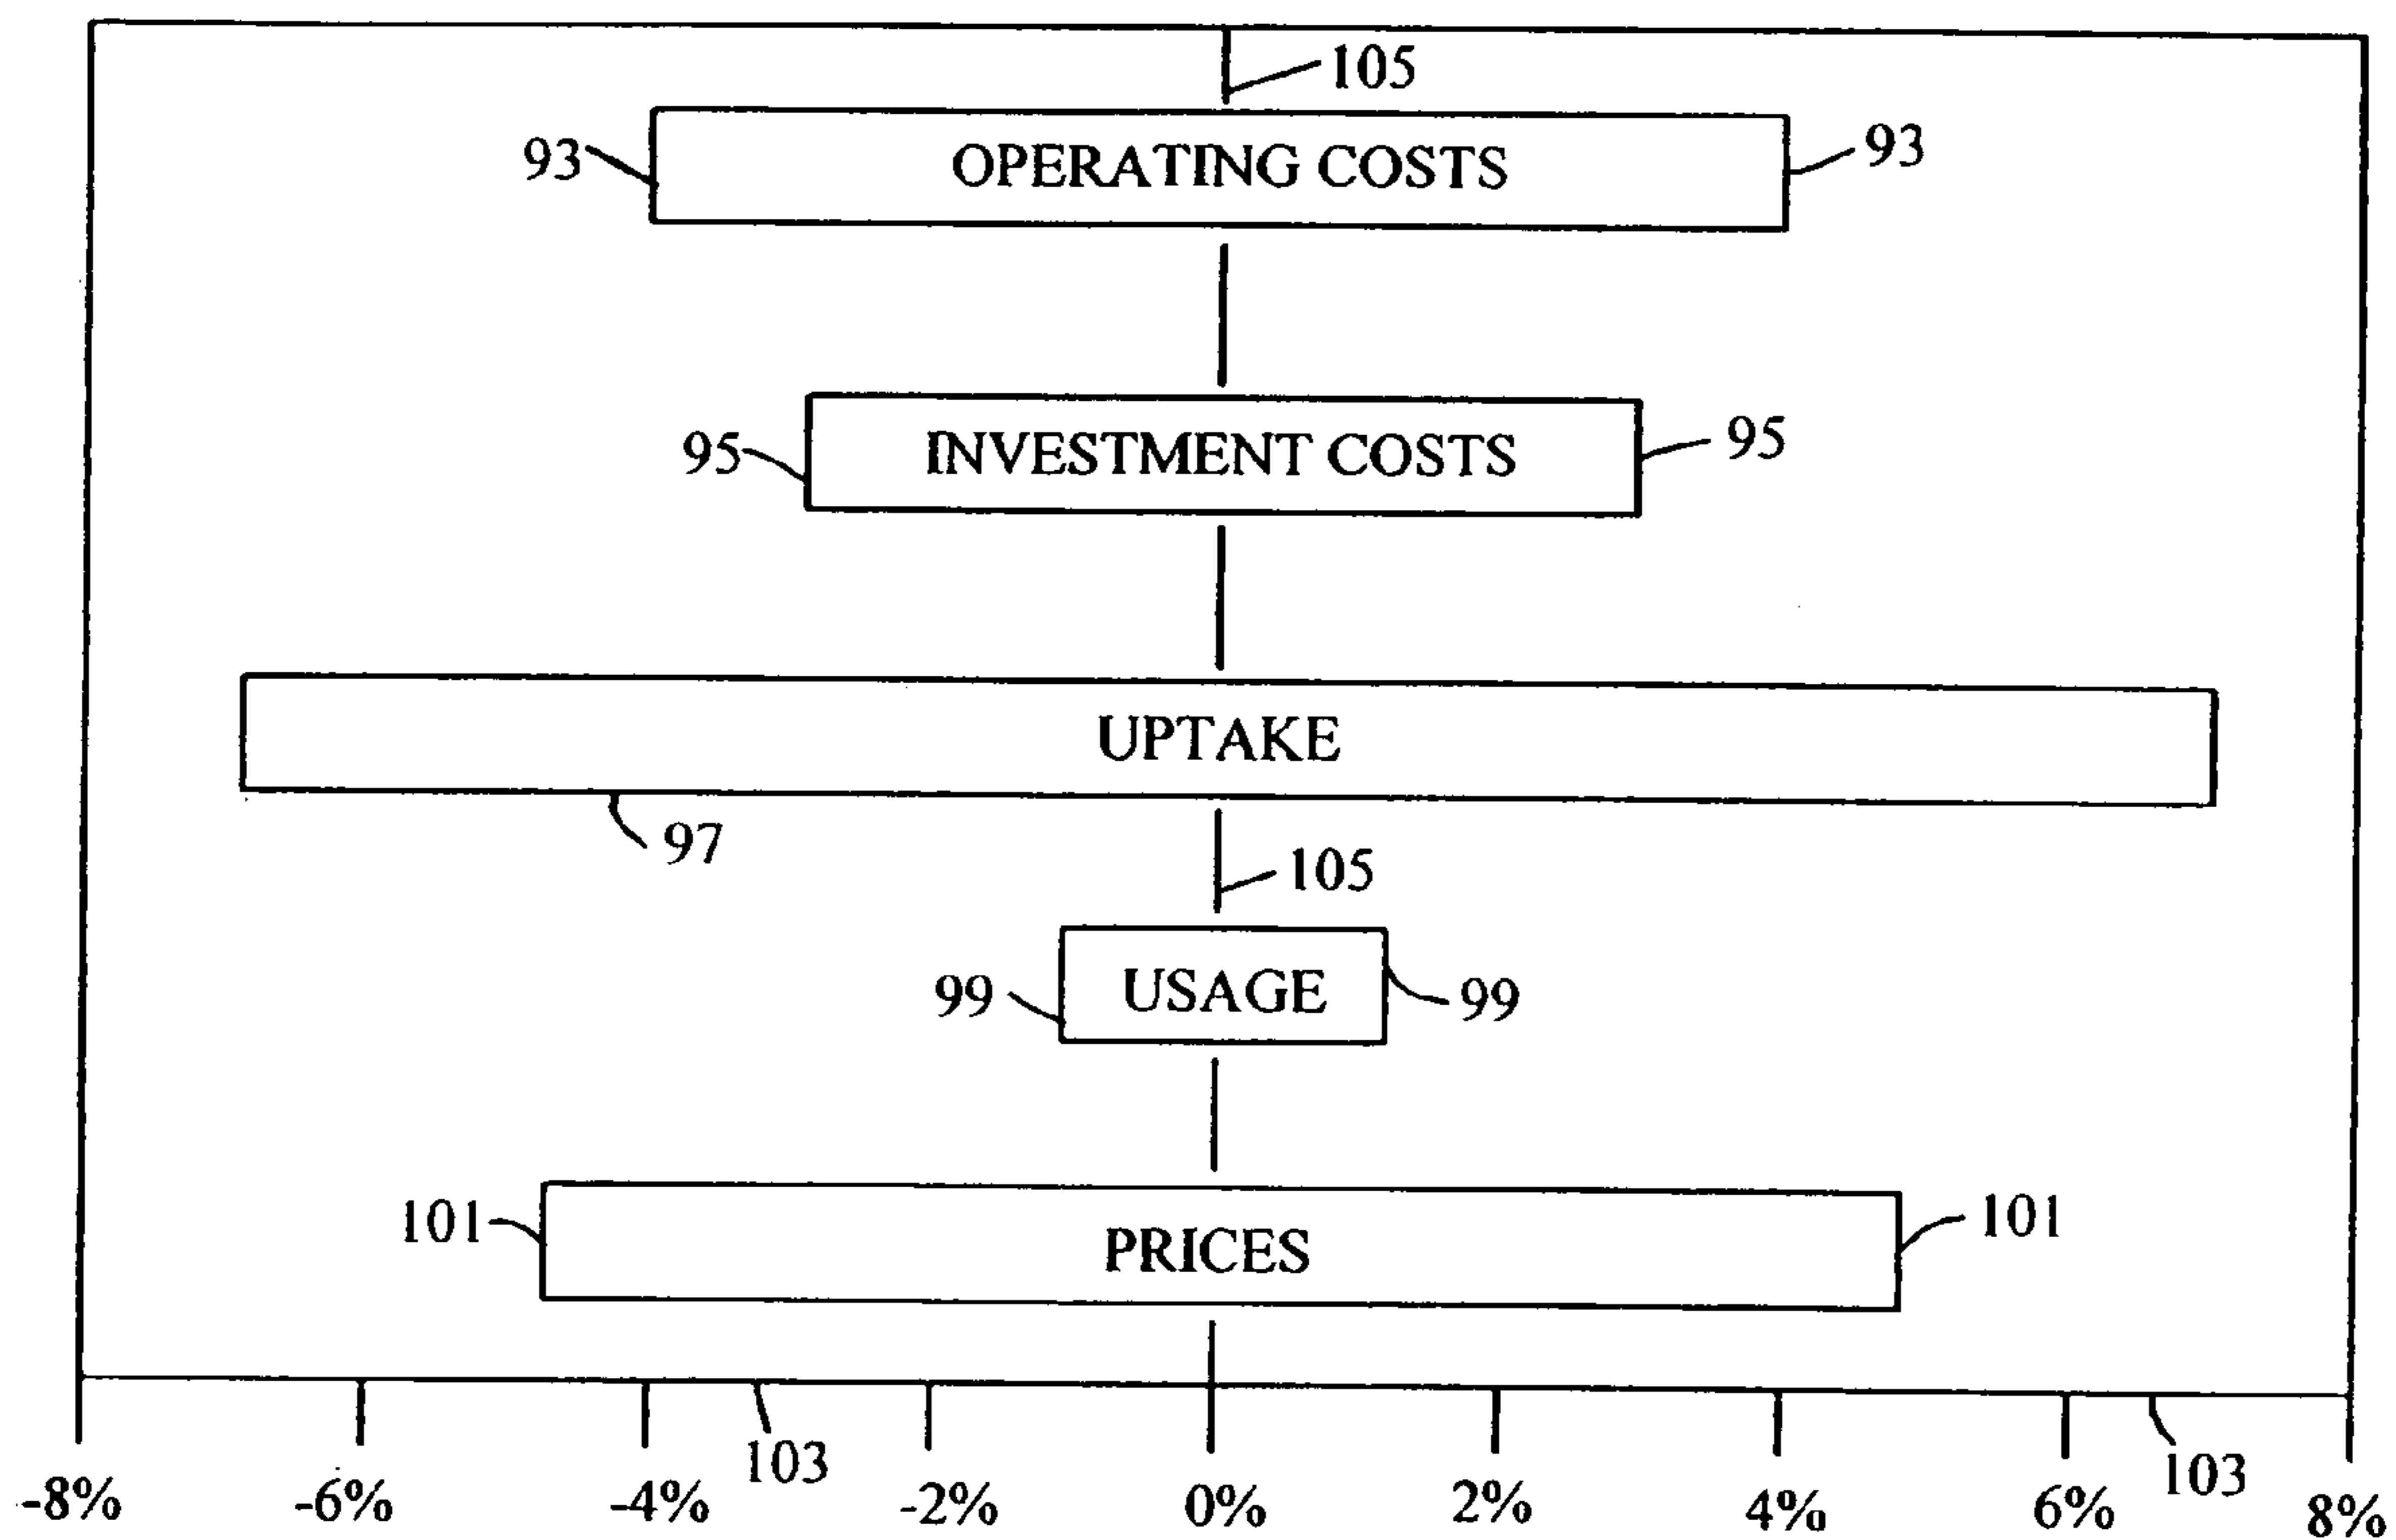 105
93 OPERATING COSTS 93
95 INVESTMENT COSTS 95
UPTAKE
97
105
99 USAGE 99
101 PRICES 101
103 103
-8% -6% -4% -2% 0% 2% 4% 6% 8%